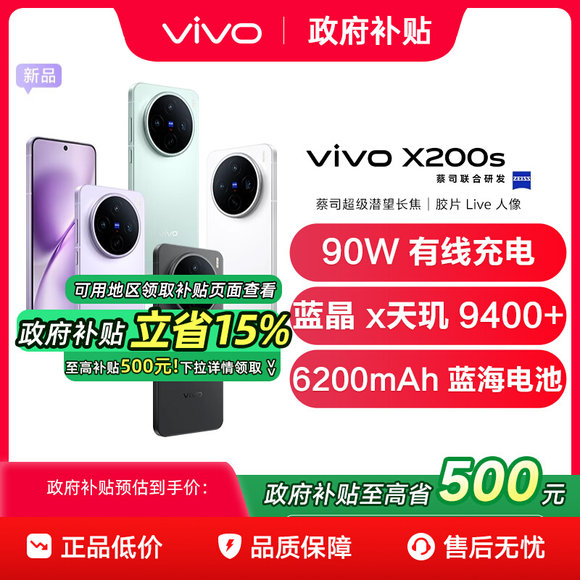 vivo 政府补贴
新品
vivo X200s
蔡司联合研发 ZEISS
蔡司超级潜望长焦｜胶片 Live 人像
90W 有线充电
蓝晶 x天玑 9400+
6200mAh 蓝海电池
vivo
可用地区领取补贴页面查看
政府补贴 立省15%
至高补贴500元!下拉详情领取
vivo
政府补贴预估到手价：
政府补贴至高省 500元
正品低价
品质保障
售后无忧